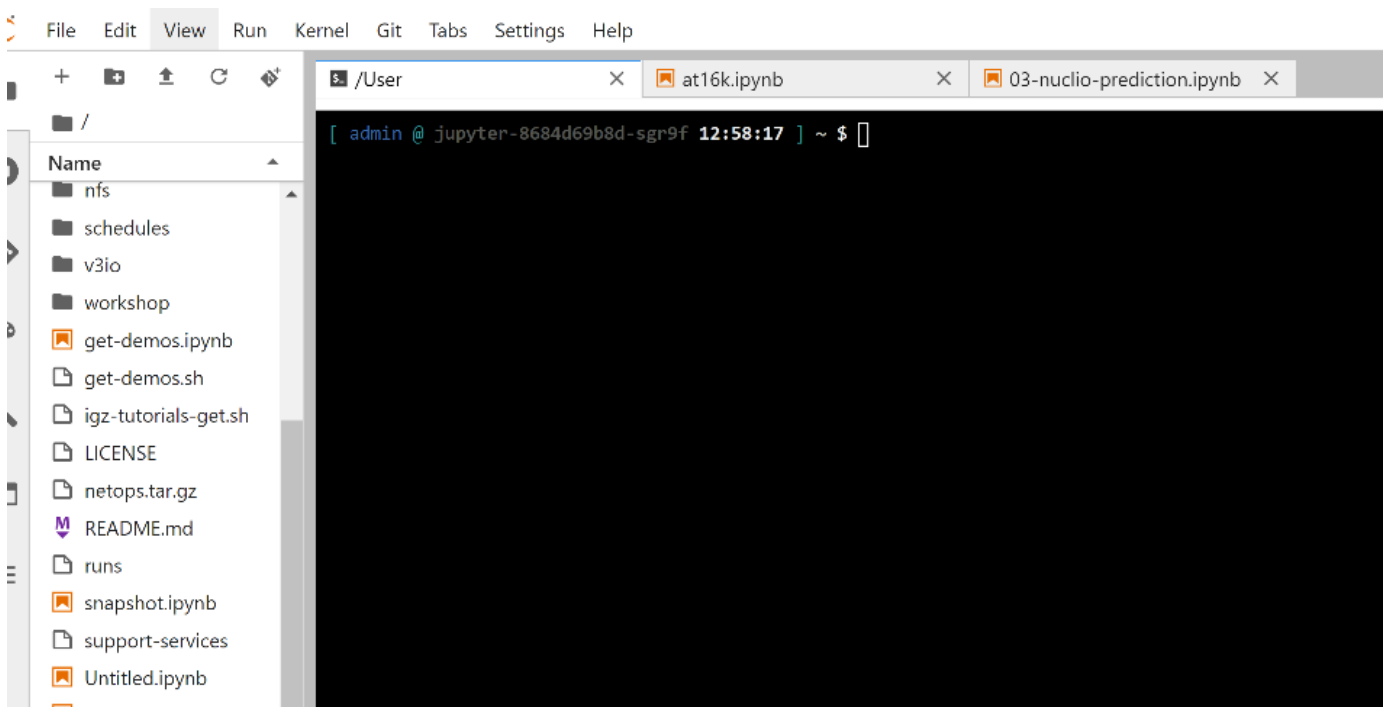 File Edit View Run Kernel Git Tabs Settings Help
/User
at16k.ipynb
03-nuclio-prediction.ipynb
/
Name
nfs
schedules
v3io
workshop
get-demos.ipynb
get-demos.sh
igz-tutorials-get.sh
LICENSE
netops.tar.gz
README.md
runs
snapshot.ipynb
support-services
Untitled.ipynb
[ admin @ jupyter-8684d69b8d-sgr9f 12:58:17 ] ~ $